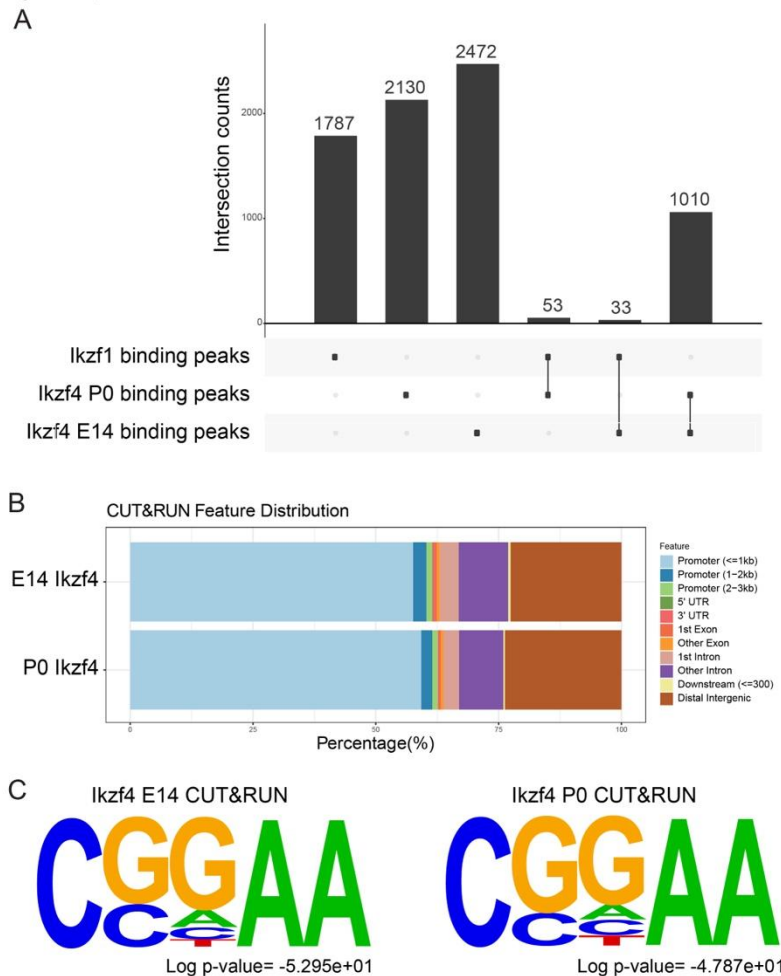 A
Intersection counts
2000
1000
0
1787
2130
2472
53
33
1010
Ikzf1 binding peaks
Ikzf4 P0 binding peaks
Ikzf4 E14 binding peaks
B
CUT&RUN Feature Distribution
E14 Ikzf4
P0 Ikzf4
0 25 50 75 100
Percentage(%)
Feature
Promoter (<=1kb)
Promoter (1-2kb)
Promoter (2-3kb)
5' UTR
3' UTR
1st Exon
Other Exon
1st Intron
Other Intron
Downstream (<=300)
Distal Intergenic
C
Ikzf4 E14 CUT&RUN
CGGAA
CACT
Log p-value= -5.295e+01
Ikzf4 P0 CUT&RUN
CGGAA
CACT
Log p-value= -4.787e+01